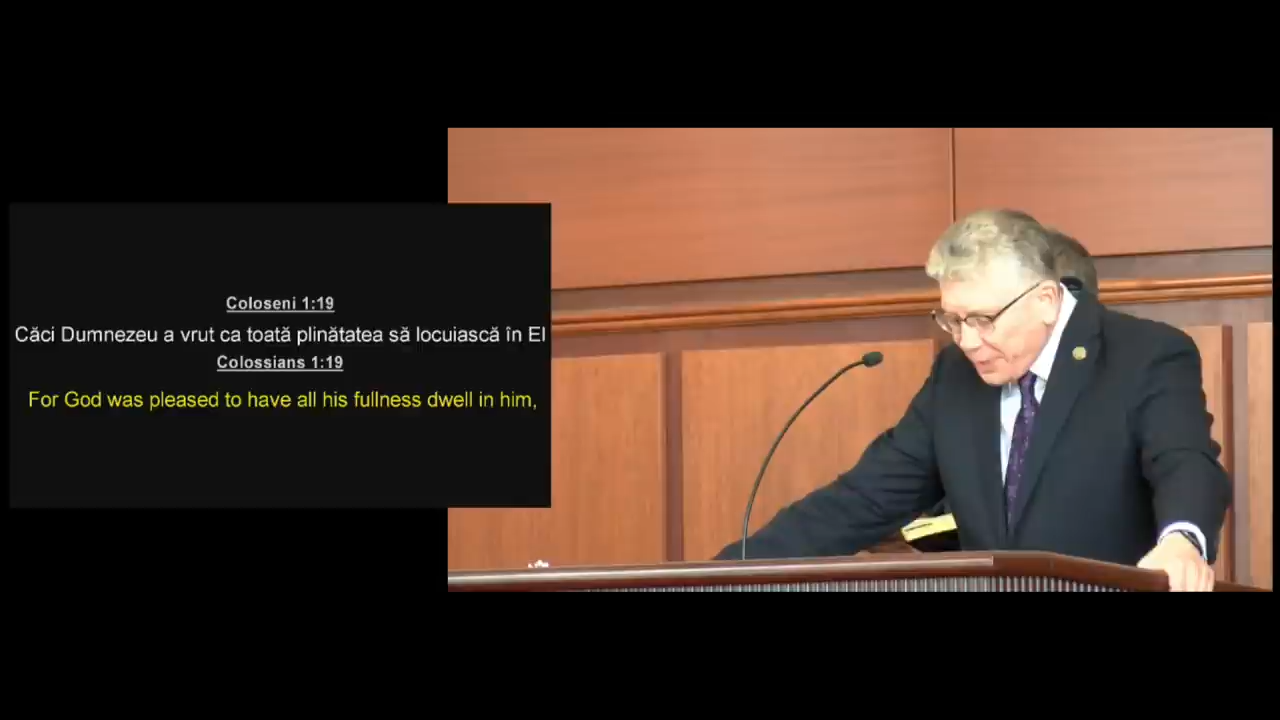 Coloseni 1:19
Căci Dumnezeu a vrut ca toată plinătatea să locuiască în El
Colossians 1:19
For God was pleased to have all his fullness dwell in him,